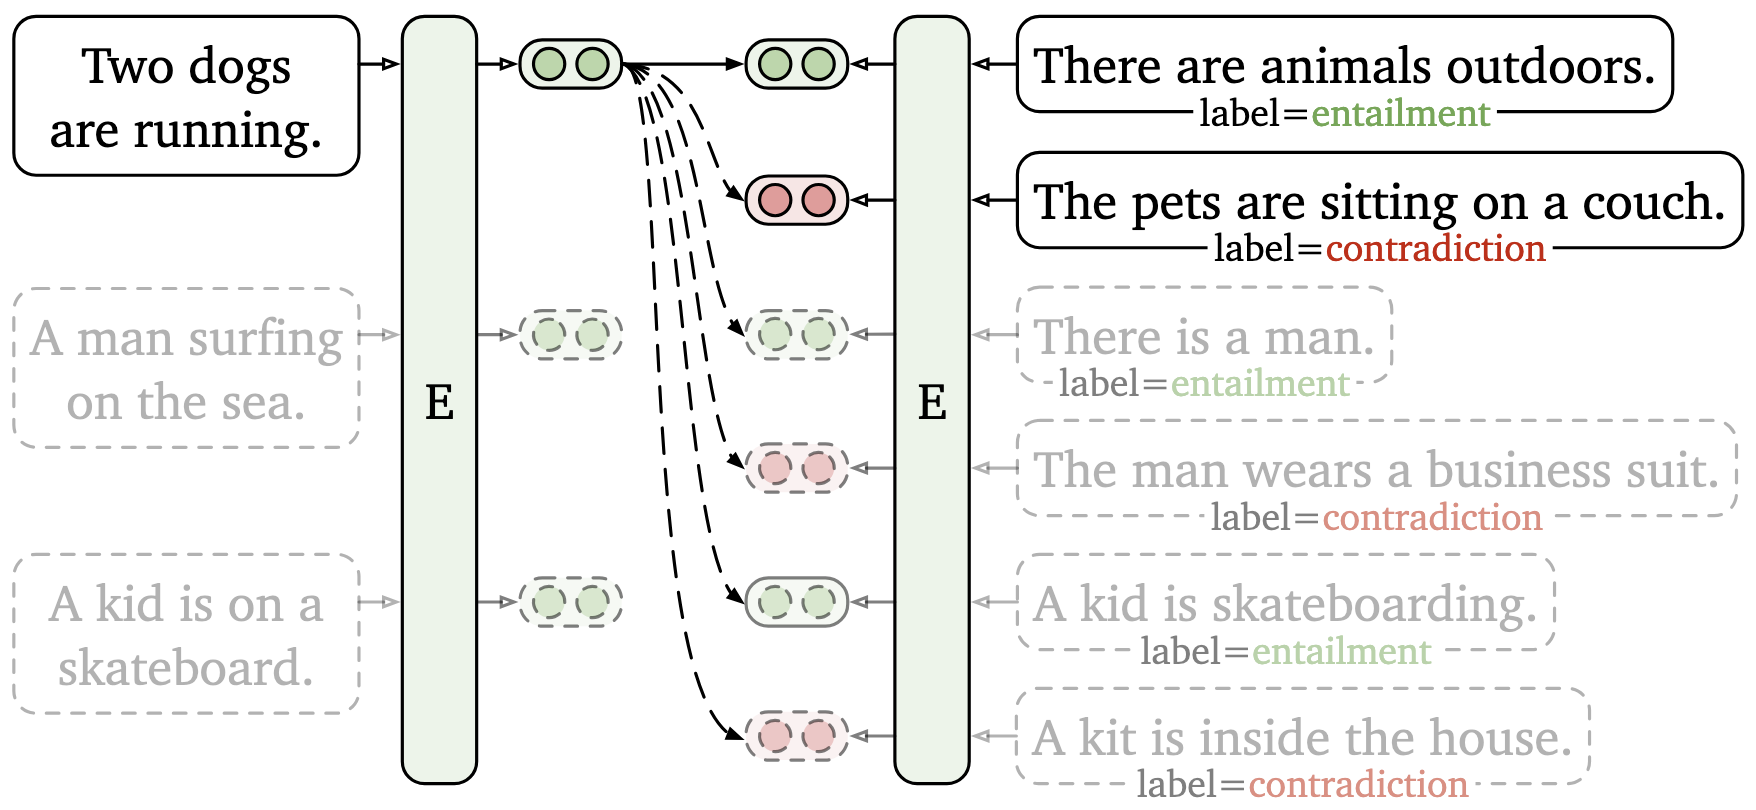 Two dogs
are running.
A man surfing
on the sea.
A kid is on a
skateboard.
E
E
There are animals outdoors.
label=entailment
The pets are sitting on a couch.
label=contradiction
There is a man.
label=entailment
The man wears a business suit.
label=contradiction
A kid is skateboarding.
label=entailment
A kit is inside the house.
label=contradiction